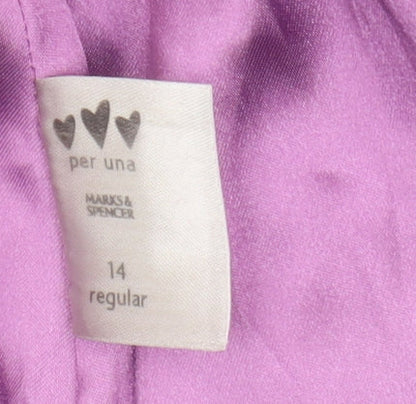 per una
MARKS &
SPENCER
14
regular